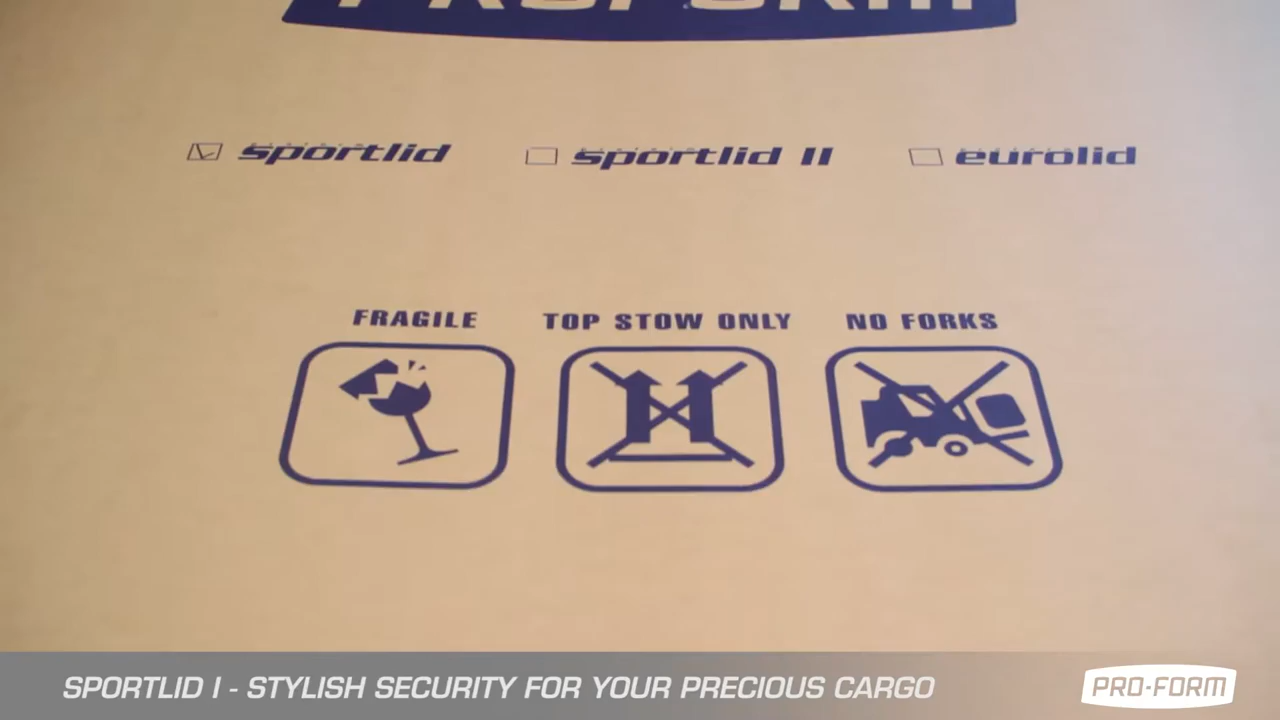 PROFORM
sportlid
sportlid II
eurolid
FRAGILE
TOP STOW ONLY
NO FORKS
SPORTLID I - STYLISH SECURITY FOR YOUR PRECIOUS CARGO
PRO-FORM